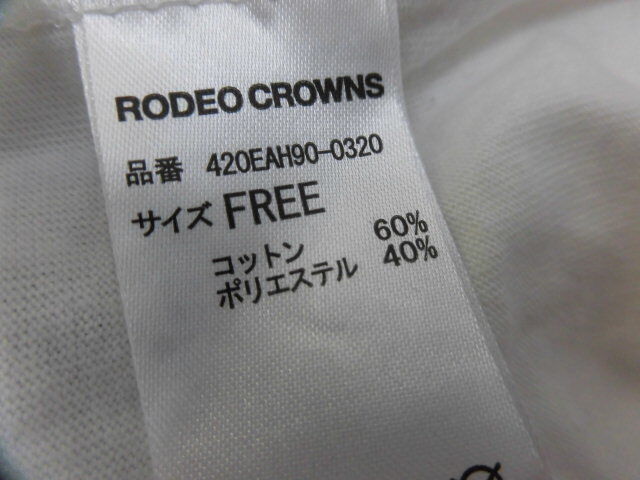 RODEO CROWNS
品番 420EAH90-0320
サイズ FREE
コットン 60%
ポリエステル 40%